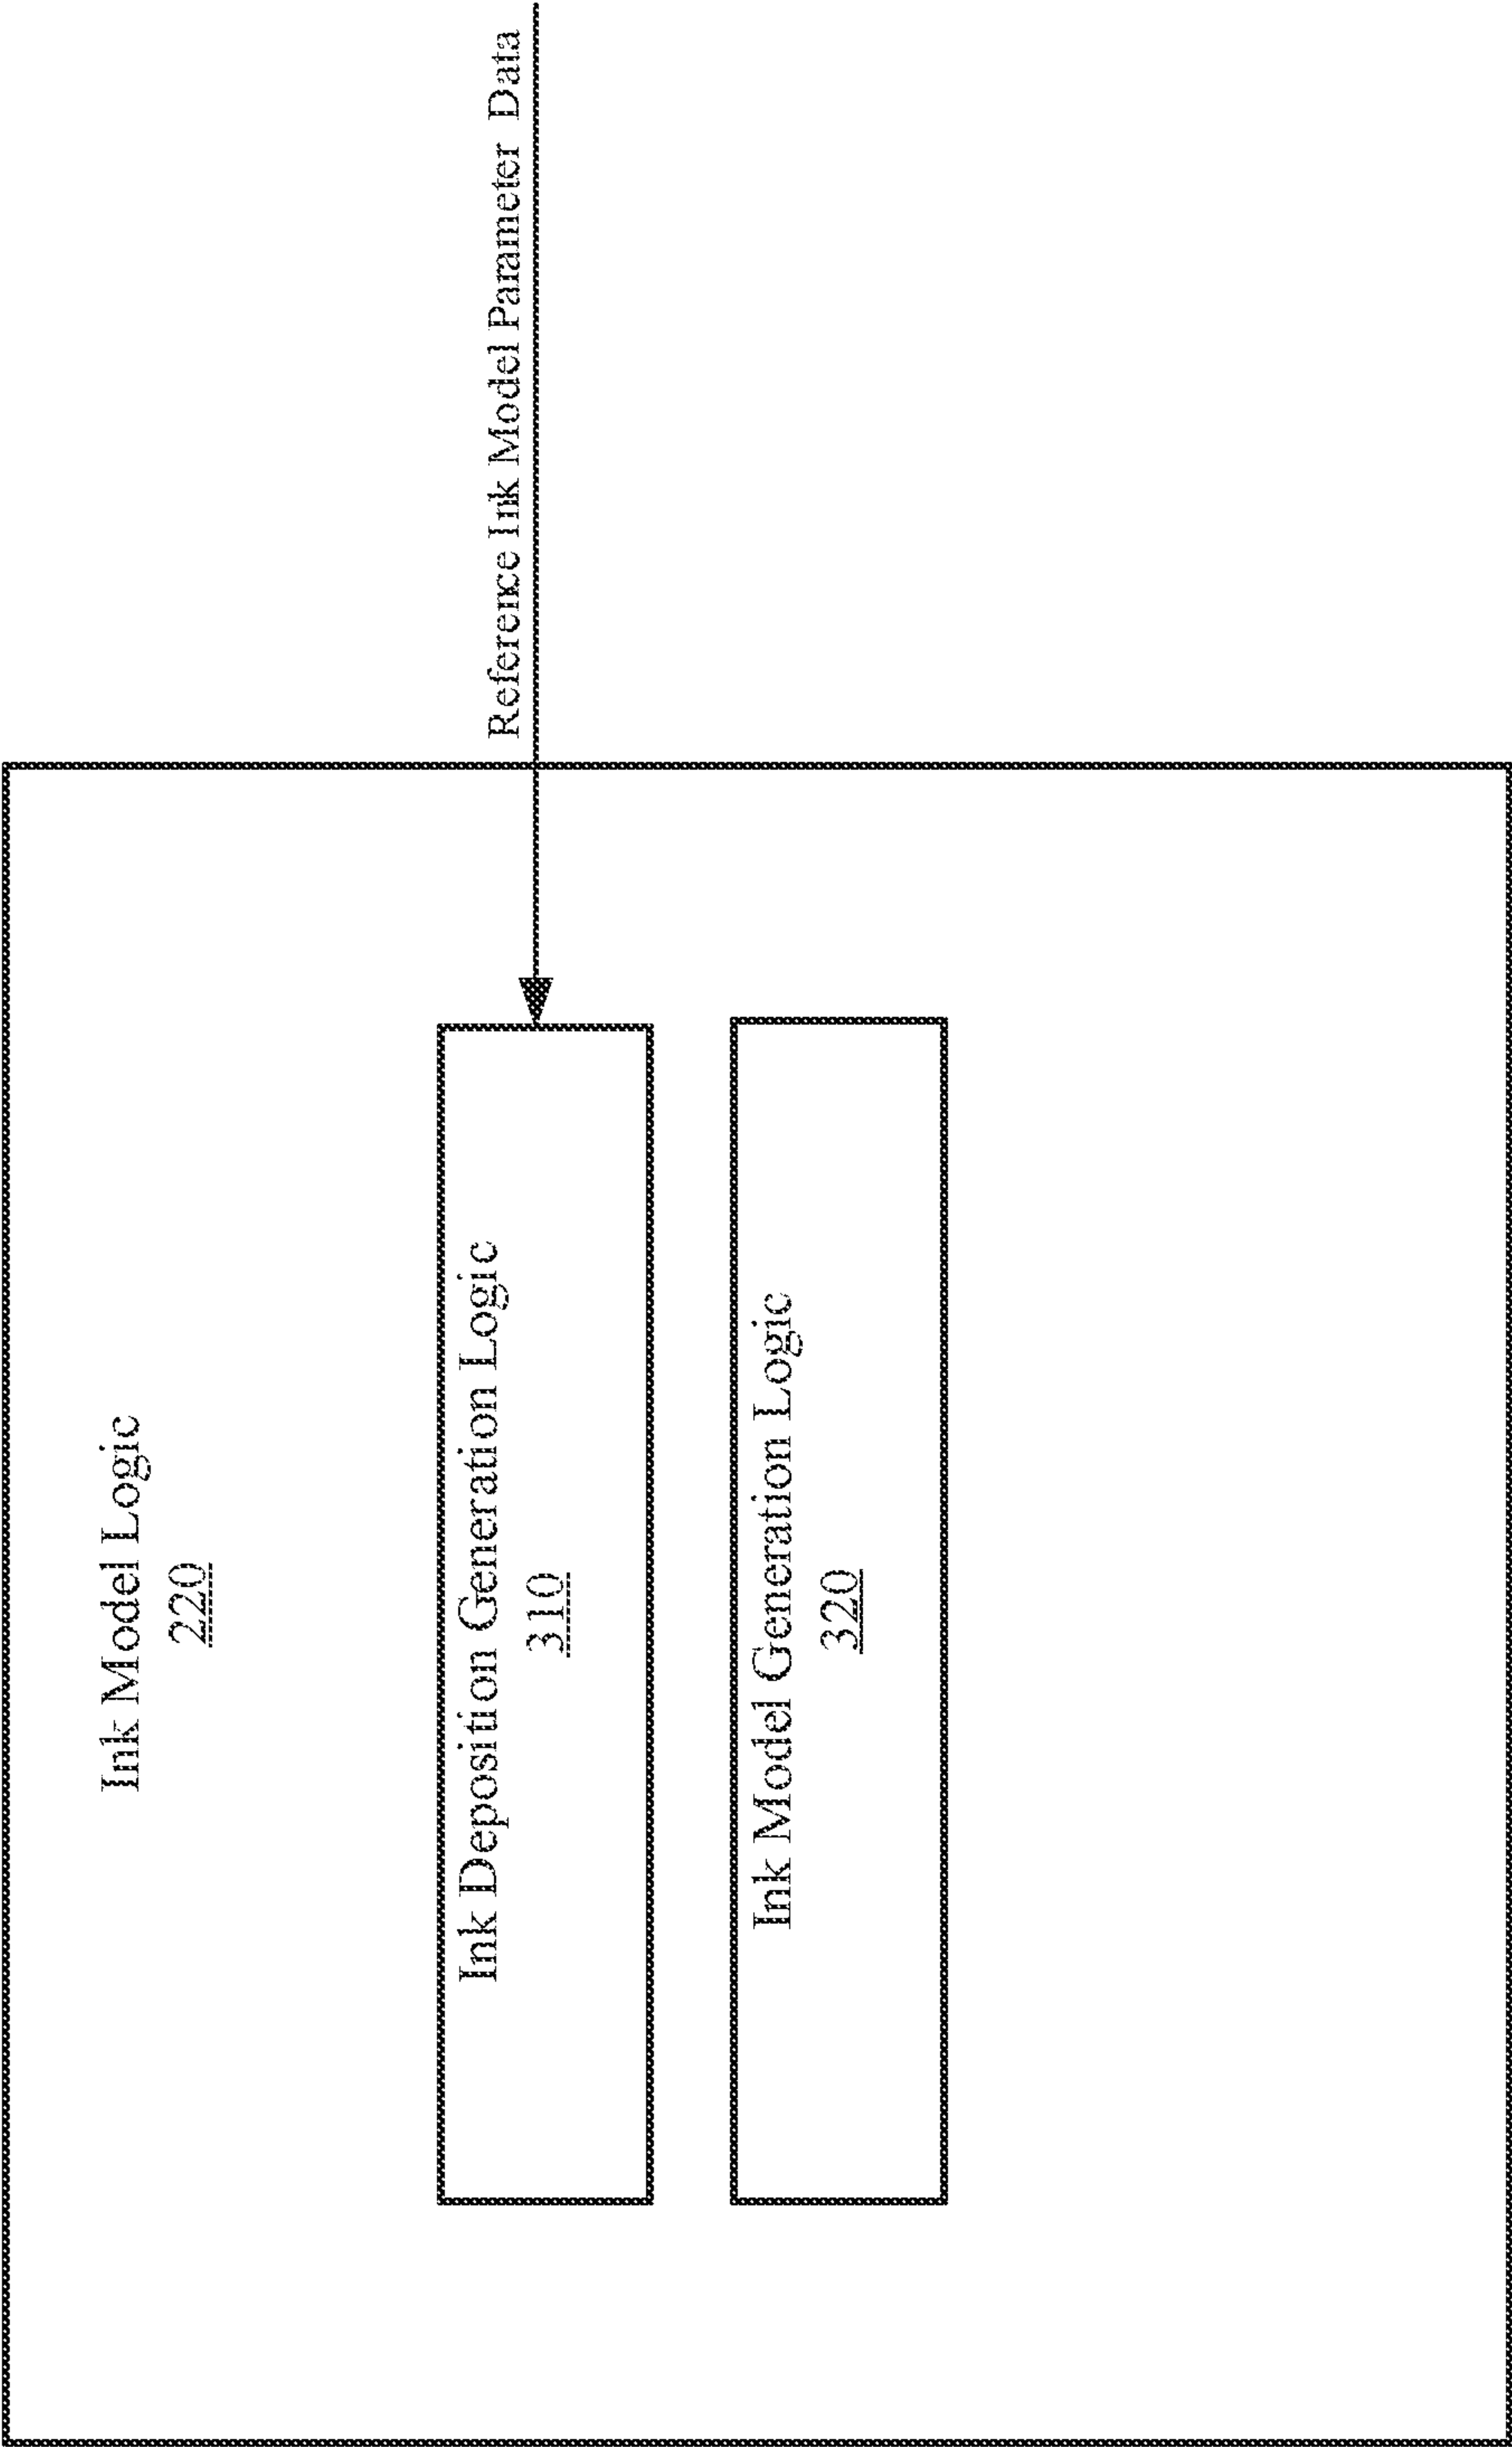 Ink Model Logic
220
Reference Ink Model Parameter Data
Ink Deposition Generation Logic
310
Ink Model Generation Logic
320